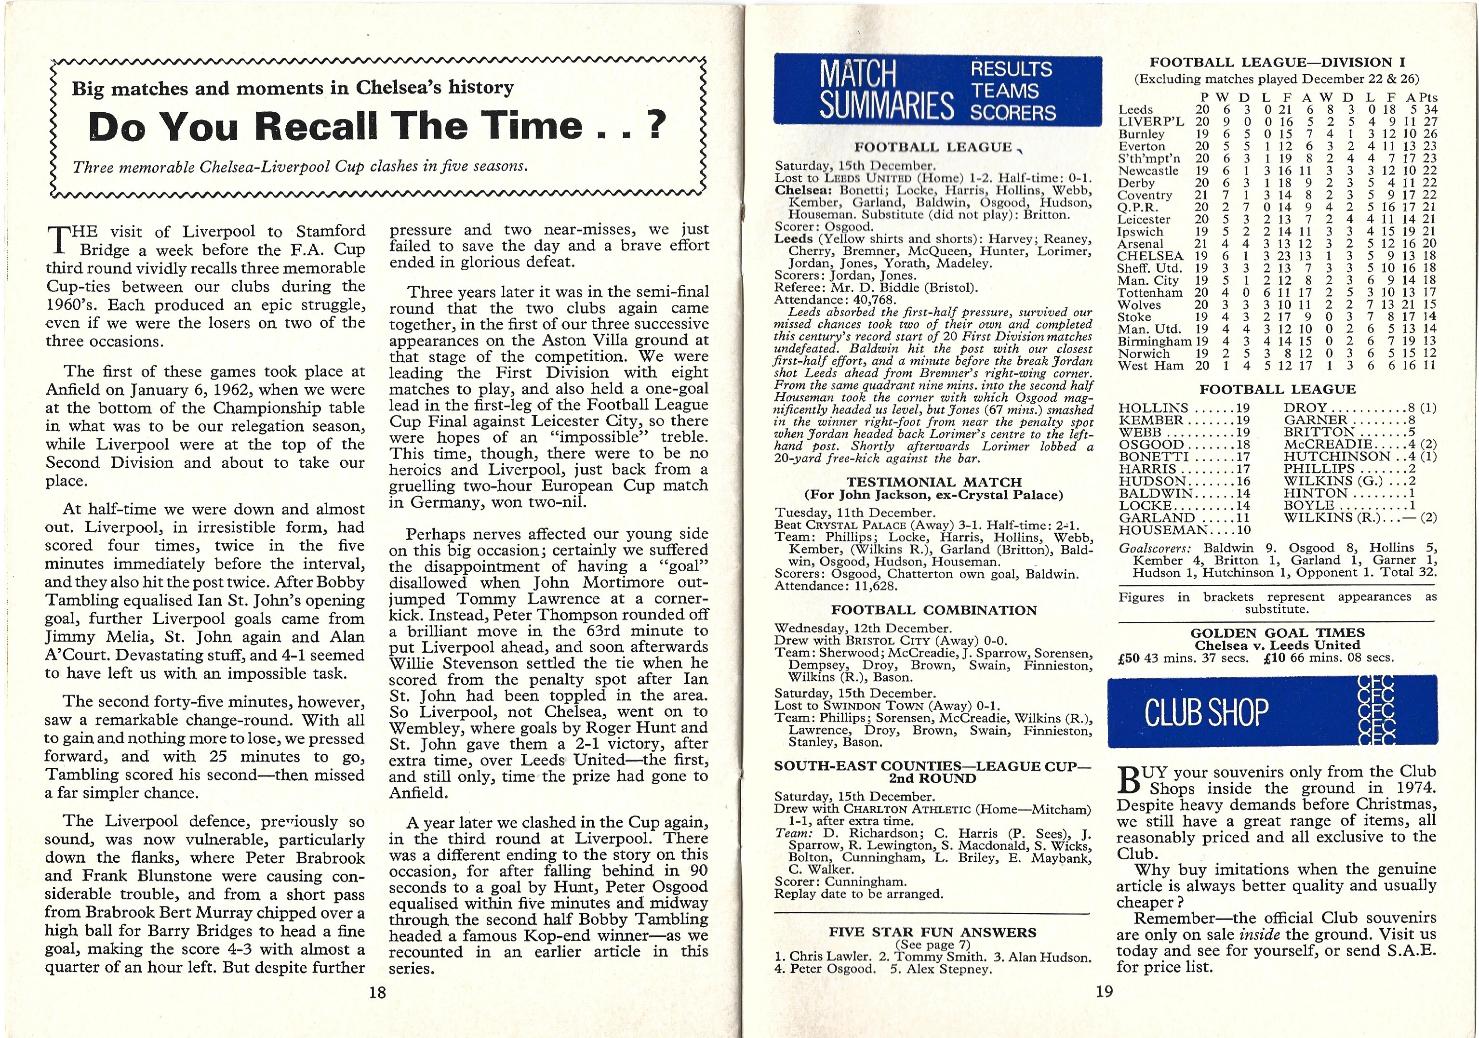 Big matches and moments in Chelsea's history
Do You Recall The Time . . ?
Three memorable Chelsea-Liverpool Cup clashes in five seasons.
THE visit of Liverpool to Stamford
Bridge a week before the F.A. Cup
third round vividly recalls three memorable
Cup-ties between our clubs during the
1960's. Each produced an epic struggle,
even if we were the losers on two of the
three occasions.
The first of these games took place at
Anfield on January 6, 1962, when we were
at the bottom of the Championship table
in what was to be our relegation season,
while Liverpool were at the top of the
Second Division and about to take our
place.
At half-time we were down and almost
out. Liverpool, in irresistible form, had
scored four times, twice in the five
minutes immediately before the interval,
and they also hit the post twice. After Bobby
Tambling equalised Ian St. John's opening
goal, further Liverpool goals came from
Jimmy Melia, St. John again and Alan
A'Court. Devastating stuff, and 4-1 seemed
to have left us with an impossible task.
The second forty-five minutes, however,
saw a remarkable change-round. With all
to gain and nothing more to lose, we pressed
forward, and with 25 minutes to go,
Tambling scored his second—then missed
a far simpler chance.
The Liverpool defence, previously so
sound, was now vulnerable, particularly
down the flanks, where Peter Brabrook
and Frank Blunstone were causing con-
siderable trouble, and from a short pass
from Brabrook Bert Murray chipped over a
high ball for Barry Bridges to head a fine
goal, making the score 4-3 with almost a
quarter of an hour left. But despite further
pressure and two near-misses, we just
failed to save the day and a brave effort
ended in glorious defeat.
Three years later it was in the semi-final
round that the two clubs again came
together, in the first of our three successive
appearances on the Aston Villa ground at
that stage of the competition. We were
leading the First Division with eight
matches to play, and also held a one-goal
lead in the first-leg of the Football League
Cup Final against Leicester City, so there
were hopes of an "impossible" treble.
This time, though, there were to be no
heroics and Liverpool, just back from a
gruelling two-hour European Cup match
in Germany, won two-nil.
Perhaps nerves affected our young side
on this big occasion; certainly we suffered
the disappointment of having a "goal"
disallowed when John Mortimore out-
jumped Tommy Lawrence at a corner-
kick. Instead, Peter Thompson rounded off
a brilliant move in the 63rd minute to
put Liverpool ahead, and soon afterwards
Willie Stevenson settled the tie when he
scored from the penalty spot after Ian
St. John had been toppled in the area.
So Liverpool, not Chelsea, went on to
Wembley, where goals by Roger Hunt and
St. John gave them a 2-1 victory, after
extra time, over Leeds United—the first,
and still only, time the prize had gone to
Anfield.
A year later we clashed in the Cup again,
in the third round at Liverpool. There
was a different ending to the story on this
occasion, for after falling behind in 90
seconds to a goal by Hunt, Peter Osgood
equalised within five minutes and midway
through the second half Bobby Tambling
headed a famous Kop-end winner—as we
recounted in an earlier article in this
series.
18
MATCH SUMMARIES
RESULTS
TEAMS
SCORERS
FOOTBALL LEAGUE
Saturday, 15th December.
Lost to LEEDS UNITED (Home) 1-2. Half-time: 0-1.
Chelsea: Bonetti; Locke, Harris, Hollins, Webb,
Kember, Garland, Baldwin, Osgood, Hudson,
Houseman. Substitute (did not play): Britton.
Scorer: Osgood.
Leeds (Yellow shirts and shorts): Harvey; Reaney,
Cherry, Bremner, McQueen, Hunter, Lorimer,
Jordan, Jones, Yorath, Madeley.
Scorers: Jordan, Jones.
Referee: Mr. D. Biddle (Bristol).
Attendance: 40,768.
Leeds absorbed the first-half pressure, survived our
missed chances took two of their own and completed
this century's record start of 20 First Division matches
undefeated. Baldwin hit the post with our closest
first-half effort, and a minute before the break Jordan
shot Leeds ahead from Bremner's right-wing corner.
From the same quadrant nine mins. into the second half
Houseman took the corner with which Osgood mag-
nificently headed us level, but Jones (67 mins.) smashed
in the winner right-foot from near the penalty spot
when Jordan headed back Lorimer's centre to the left-
hand post. Shortly afterwards Lorimer lobbed a
20-yard free-kick against the bar.
TESTIMONIAL MATCH
(For John Jackson, ex-Crystal Palace)
Tuesday, 11th December.
Beat CRYSTAL PALACE (Away) 3-1. Half-time: 2-1.
Team: Phillips; Locke, Harris, Hollins, Webb,
Kember, (Wilkins R.), Garland (Britton), Bald-
win, Osgood, Hudson, Houseman.
Scorers: Osgood, Chatterton own goal, Baldwin.
Attendance: 11,628.
FOOTBALL COMBINATION
Wednesday, 12th December.
Drew with BRISTOL CITY (Away) 0-0.
Team: Sherwood; McCreadie, J. Sparrow, Sorensen,
Dempsey, Droy, Brown, Swain, Finnieston,
Wilkins (R.), Bason.
Saturday, 15th December.
Lost to SWINDON TOWN (Away) 0-1.
Team: Phillips; Sorensen, McCreadie, Wilkins (R.),
Lawrence, Droy, Brown, Swain, Finnieston,
Stanley, Bason.
SOUTH-EAST COUNTIES—LEAGUE CUP—
2nd ROUND
Saturday, 15th December.
Drew with CHARLTON ATHLETIC (Home—Mitcham)
1-1, after extra time.
Team: D. Richardson; C. Harris (P. Sees), J.
Sparrow, R. Lewington, S. Macdonald, S. Wicks,
Bolton, Cunningham, L. Briley, E. Maybank,
C. Walker.
Scorer: Cunningham.
Replay date to be arranged.
FIVE STAR FUN ANSWERS
(See page 7)
1. Chris Lawler. 2. Tommy Smith. 3. Alan Hudson.
4. Peter Osgood. 5. Alex Stepney.
FOOTBALL LEAGUE—DIVISION I
(Excluding matches played December 22 & 26)
P W D L F A W D L F A Pts
Leeds 20 6 3 0 21 6 8 3 0 18 5 34
LIVERP'L 20 9 0 0 16 5 2 5 4 9 11 27
Burnley 19 6 5 0 15 7 4 1 3 12 10 26
Everton 20 5 5 1 12 6 3 2 4 11 13 23
S'th'mpt'n 20 6 3 1 19 8 2 4 4 7 17 23
Newcastle 19 6 1 3 16 11 3 3 3 12 10 22
Derby 20 6 3 1 18 9 2 3 5 4 11 22
Coventry 21 7 1 3 14 8 2 3 5 9 17 22
Q.P.R. 20 2 7 0 14 9 4 2 5 16 17 21
Leicester 20 5 3 2 13 7 2 4 4 11 14 21
Ipswich 19 5 2 2 14 11 3 3 4 15 19 21
Arsenal 21 4 4 3 13 12 3 2 5 12 16 20
CHELSEA 19 6 1 3 23 13 1 3 5 9 13 18
Sheff. Utd. 19 3 3 2 13 7 3 3 5 10 16 18
Man. City 19 5 1 2 12 8 2 3 6 9 14 18
Tottenham 20 4 0 6 11 17 2 5 3 10 13 17
Wolves 20 3 3 3 10 11 2 2 7 13 21 15
Stoke 19 4 3 2 17 9 0 3 7 8 17 14
Man. Utd. 19 4 4 3 12 10 0 2 6 5 13 14
Birmingham 19 4 3 4 14 15 0 2 6 7 19 13
Norwich 19 2 5 3 8 12 0 3 6 5 15 12
West Ham 20 1 4 5 12 17 1 3 6 6 16 11
FOOTBALL LEAGUE
HOLLINS ......19
KEMBER .......19
WEBB .........19
OSGOOD.......18
BONETTI ......17
HARRIS .......17
HUDSON......16
BALDWIN......14
LOCKE........14
GARLAND .....11
HOUSEMAN....10
DROY...........8 (1)
GARNER ........8
BRITTON........5
McCREADIE....4 (2)
HUTCHINSON ..4 (1)
PHILLIPS .......2
WILKINS (G.) ...2
HINTON ........1
BOYLE ..........1
WILKINS (R.)...— (2)
Goalscorers: Baldwin 9. Osgood 8, Hollins 5,
Kember 4, Britton 1, Garland 1, Garner 1,
Hudson 1, Hutchinson 1, Opponent 1. Total 32.
Figures in brackets represent appearances as
substitute.
GOLDEN GOAL TIMES
Chelsea v. Leeds United
£50 43 mins. 37 secs. £10 66 mins. 08 secs.
CLUB SHOP
CFC
CFC
CFC
CFC
CFC
BUY your souvenirs only from the Club
Shops inside the ground in 1974.
Despite heavy demands before Christmas,
we still have a great range of items, all
reasonably priced and all exclusive to the
Club.
Why buy imitations when the genuine
article is always better quality and usually
cheaper?
Remember—the official Club souvenirs
are only on sale inside the ground. Visit us
today and see for yourself, or send S.A.E.
for price list.
19